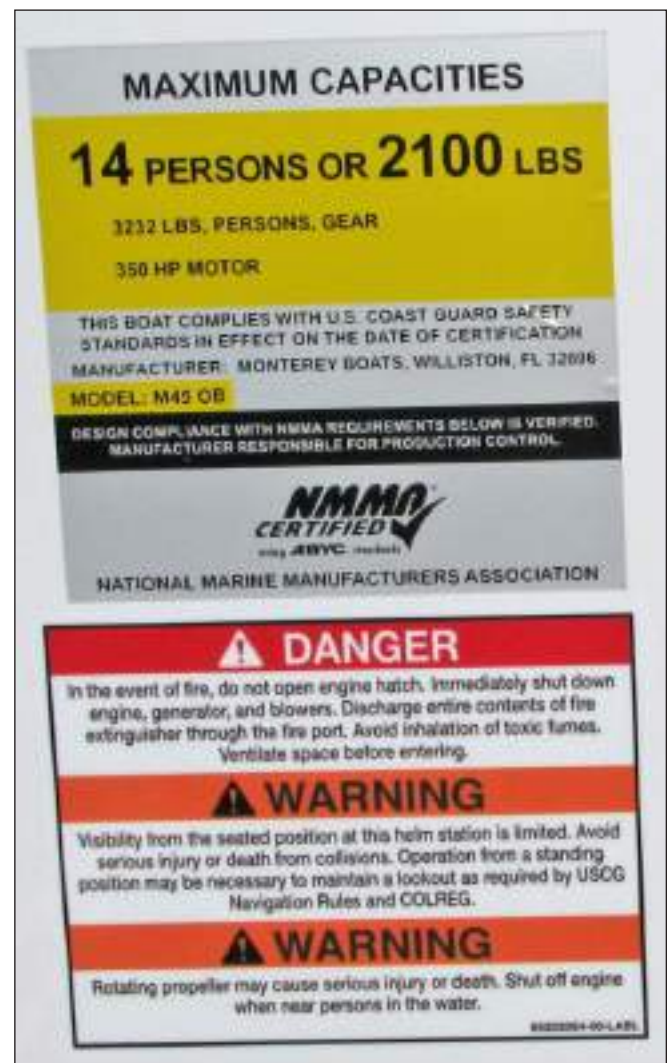 MAXIMUM CAPACITIES
14 PERSONS OR 2100 LBS
3232 LBS, PERSONS, GEAR
350 HP MOTOR
THIS BOAT COMPLIES WITH U.S. COAST GUARD SAFETY
STANDARDS IN EFFECT ON THE DATE OF CERTIFICATION
MANUFACTURER: MONTEREY BOATS, WILLISTON, FL 32696
MODEL: M45 OB
DESIGN COMPLIANCE WITH NMMA REQUIREMENTS BELOW IS VERIFIED.
MANUFACTURER RESPONSIBLE FOR PRODUCTION CONTROL.
NMMA
CERTIFIED
using ABYC standards
NATIONAL MARINE MANUFACTURERS ASSOCIATION
DANGER
In the event of fire, do not open engine hatch. Immediately shut down
engine, generator, and blowers. Discharge entire contents of fire
extinguisher through the fire port. Avoid inhalation of toxic fumes.
Ventilate space before entering.
WARNING
Visibility from the seated position at this helm station is limited. Avoid
serious injury or death from collisions. Operation from a standing
position may be necessary to maintain a lookout as required by USCG
Navigation Rules and COLREG.
WARNING
Rotating propeller may cause serious injury or death. Shut off engine
when near persons in the water.